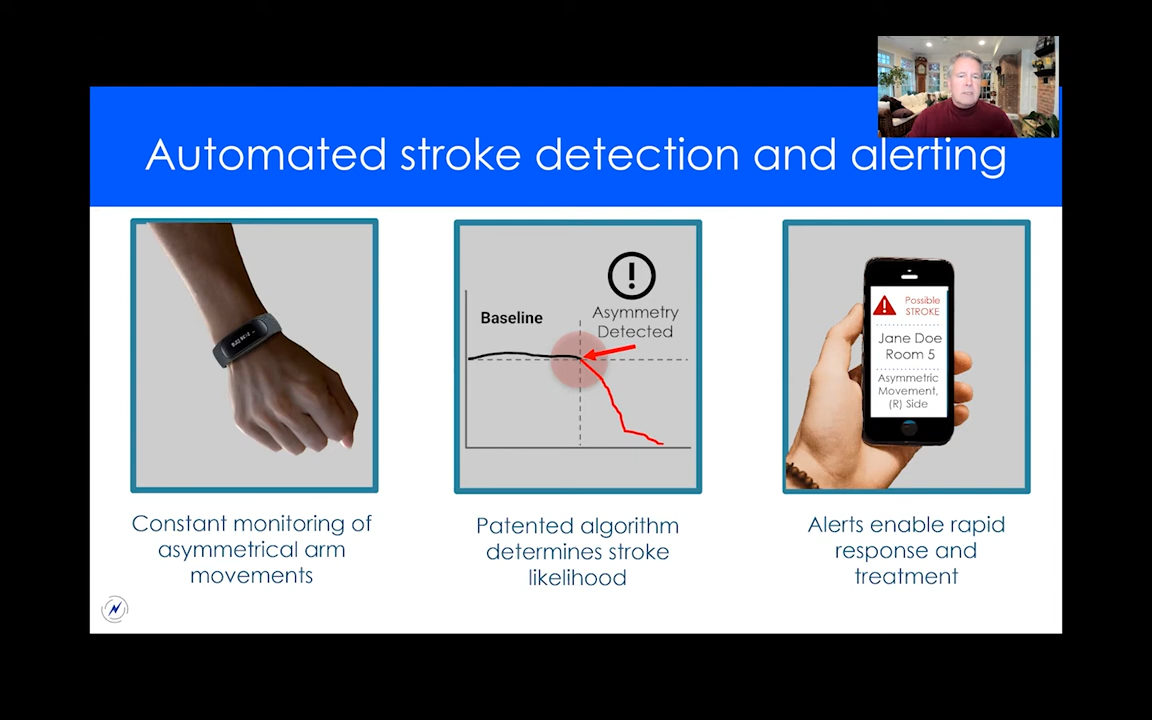 Automated stroke detection and alerting
Baseline
Asymmetry
Detected
Possible
STROKE
Jane Doe
Room 5
Asymmetric
Movement,
(R) Side
Constant monitoring of
asymmetrical arm
movements
Patented algorithm
determines stroke
likelihood
Alerts enable rapid
response and
treatment